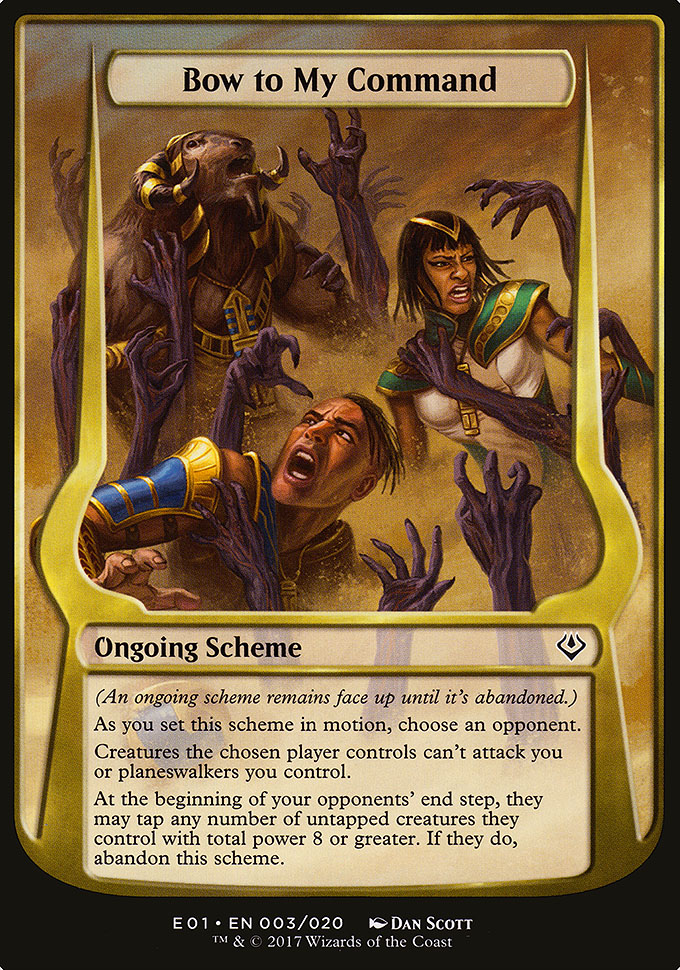 Bow to My Command
Ongoing Scheme
(An ongoing scheme remains face up until it's abandoned.)
As you set this scheme in motion, choose an opponent.
Creatures the chosen player controls can't attack you
or planeswalkers you control.
At the beginning of your opponents' end step, they
may tap any number of untapped creatures they
control with total power 8 or greater. If they do,
abandon this scheme.
E01 • EN 003/020 Dan Scott
™ & © 2017 Wizards of the Coast